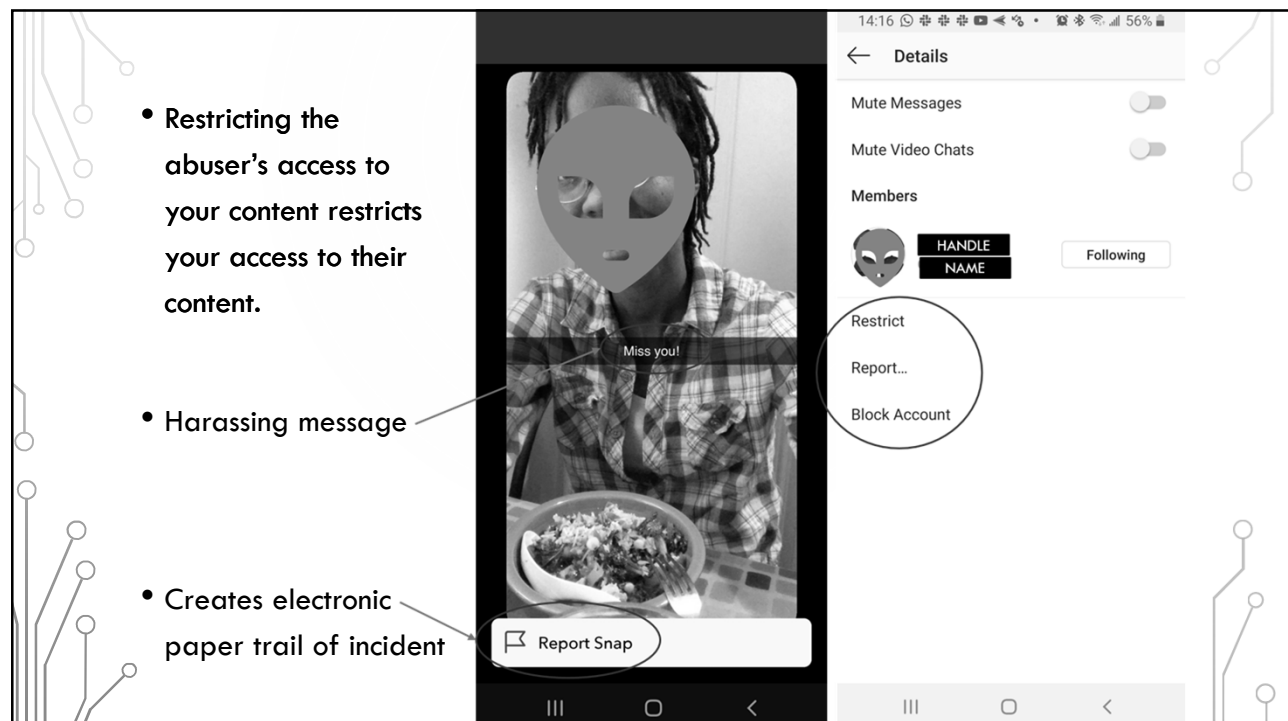 • Restricting the
abuser's access to
your content restricts
your access to their
content.
• Harassing message
• Creates electronic
paper trail of incident
Miss you!
Report Snap
14:16 56%
Details
Mute Messages
Mute Video Chats
Members
HANDLE
NAME
Following
Restrict
Report...
Block Account